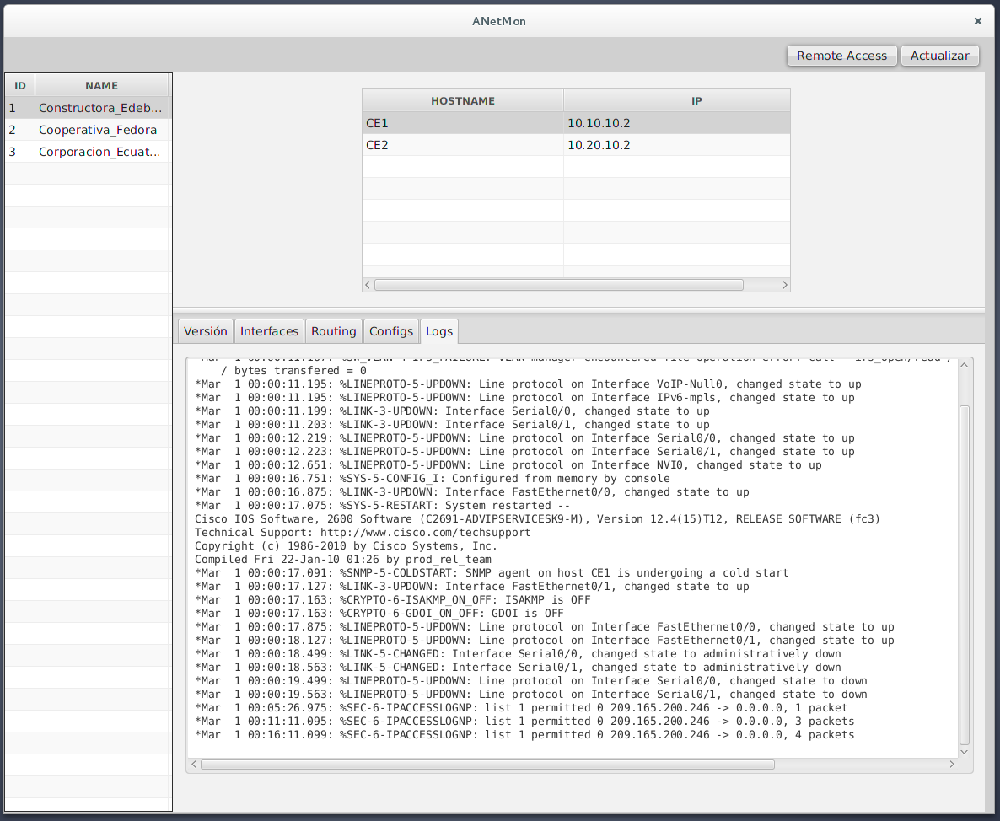 ANetMon
Remote Access Actualizar
ID NAME
1 Constructora_Edeb...
2 Cooperativa_Fedora
3 Corporacion_Ecuat...
HOSTNAME IP
CE1 10.10.10.2
CE2 10.20.10.2
Versión Interfaces Routing Configs Logs
*Mar  1 00:00:11.187: %SW_VLAN-4-IFS_FAILURE: VLAN manager encountered file operation error: call = ifs_open/read /
/ bytes transfered = 0
*Mar  1 00:00:11.195: %LINEPROTO-5-UPDOWN: Line protocol on Interface VoIP-Null0, changed state to up
*Mar  1 00:00:11.195: %LINEPROTO-5-UPDOWN: Line protocol on Interface IPv6-mpls, changed state to up
*Mar  1 00:00:11.199: %LINK-3-UPDOWN: Interface Serial0/0, changed state to up
*Mar  1 00:00:11.203: %LINK-3-UPDOWN: Interface Serial0/1, changed state to up
*Mar  1 00:00:12.219: %LINEPROTO-5-UPDOWN: Line protocol on Interface Serial0/0, changed state to up
*Mar  1 00:00:12.223: %LINEPROTO-5-UPDOWN: Line protocol on Interface Serial0/1, changed state to up
*Mar  1 00:00:12.651: %LINEPROTO-5-UPDOWN: Line protocol on Interface NVI0, changed state to up
*Mar  1 00:00:16.751: %SYS-5-CONFIG_I: Configured from memory by console
*Mar  1 00:00:16.875: %LINK-3-UPDOWN: Interface FastEthernet0/0, changed state to up
*Mar  1 00:00:17.075: %SYS-5-RESTART: System restarted --
Cisco IOS Software, 2600 Software (C2691-ADVIPSERVICESK9-M), Version 12.4(15)T12, RELEASE SOFTWARE (fc3)
Technical Support: http://www.cisco.com/techsupport
Copyright (c) 1986-2010 by Cisco Systems, Inc.
Compiled Fri 22-Jan-10 01:26 by prod_rel_team
*Mar  1 00:00:17.091: %SNMP-5-COLDSTART: SNMP agent on host CE1 is undergoing a cold start
*Mar  1 00:00:17.127: %LINK-3-UPDOWN: Interface FastEthernet0/1, changed state to up
*Mar  1 00:00:17.163: %CRYPTO-6-ISAKMP_ON_OFF: ISAKMP is OFF
*Mar  1 00:00:17.163: %CRYPTO-6-GDOI_ON_OFF: GDOI is OFF
*Mar  1 00:00:17.875: %LINEPROTO-5-UPDOWN: Line protocol on Interface FastEthernet0/0, changed state to up
*Mar  1 00:00:18.127: %LINEPROTO-5-UPDOWN: Line protocol on Interface FastEthernet0/1, changed state to up
*Mar  1 00:00:18.499: %LINK-5-CHANGED: Interface Serial0/0, changed state to administratively down
*Mar  1 00:00:18.563: %LINK-5-CHANGED: Interface Serial0/1, changed state to administratively down
*Mar  1 00:00:19.499: %LINEPROTO-5-UPDOWN: Line protocol on Interface Serial0/0, changed state to down
*Mar  1 00:00:19.563: %LINEPROTO-5-UPDOWN: Line protocol on Interface Serial0/1, changed state to down
*Mar  1 00:05:26.975: %SEC-6-IPACCESSLOGNP: list 1 permitted 0 209.165.200.246 -> 0.0.0.0, 1 packet
*Mar  1 00:11:11.095: %SEC-6-IPACCESSLOGNP: list 1 permitted 0 209.165.200.246 -> 0.0.0.0, 3 packets
*Mar  1 00:16:11.099: %SEC-6-IPACCESSLOGNP: list 1 permitted 0 209.165.200.246 -> 0.0.0.0, 4 packets